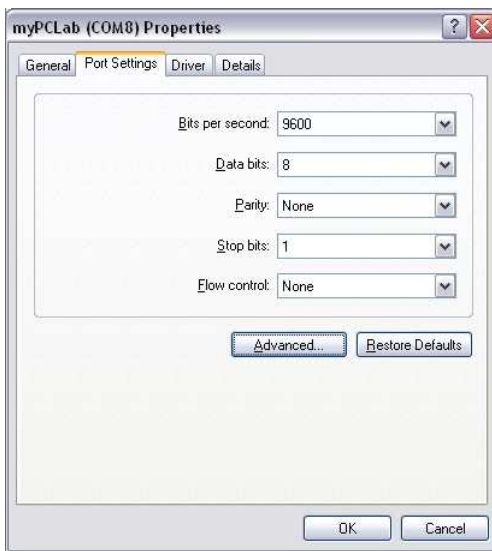 myPCLab (COM8) Properties
General Port Settings Driver Details
Bits per second: 9600
Data bits: 8
Parity: None
Stop bits: 1
Flow control: None
Advanced... Restore Defaults
OK Cancel